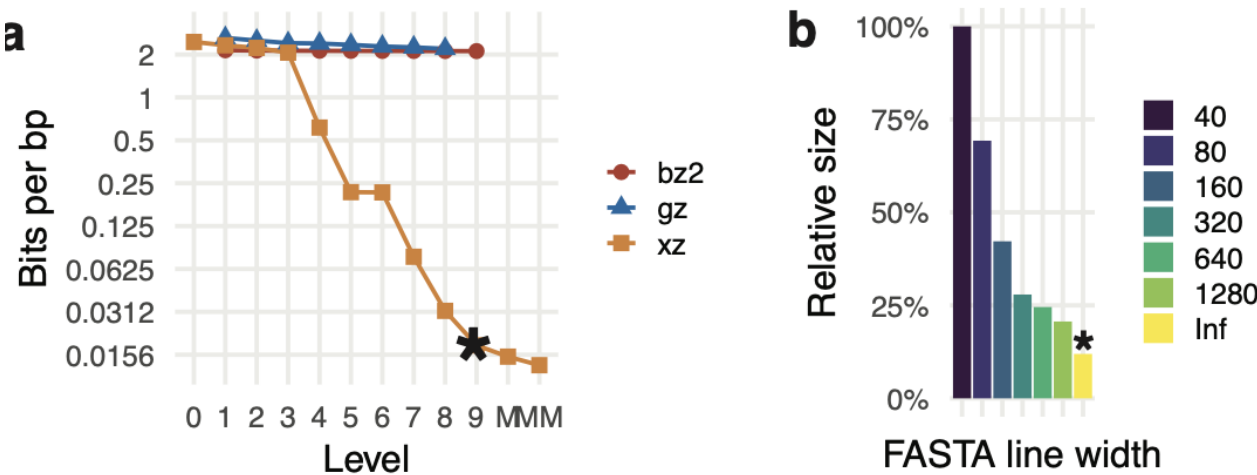 a
Bits per bp
2
1
0.5
0.25
0.125
0.0625
0.0312
0.0156
0 1 2 3 4 5 6 7 8 9 M MM
Level
bz2
gz
xz
b
Relative size
100%
75%
50%
25%
0%
*
FASTA line width
40
80
160
320
640
1280
Inf